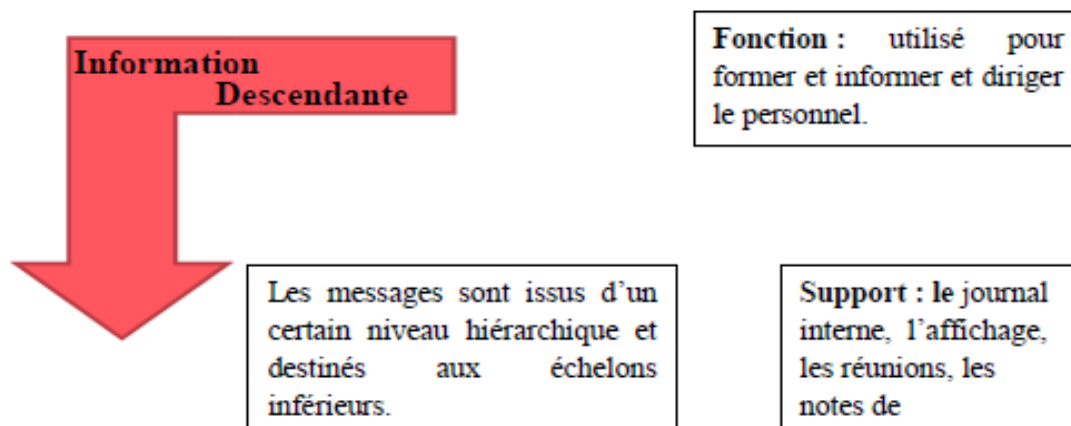 Information
Descendante
Fonction : utilisé pour
former et informer et diriger
le personnel.
Les messages sont issus d'un
certain niveau hiérarchique et
destinés aux échelons
inférieurs.
Support : le journal
interne, l'affichage,
les réunions, les
notes de